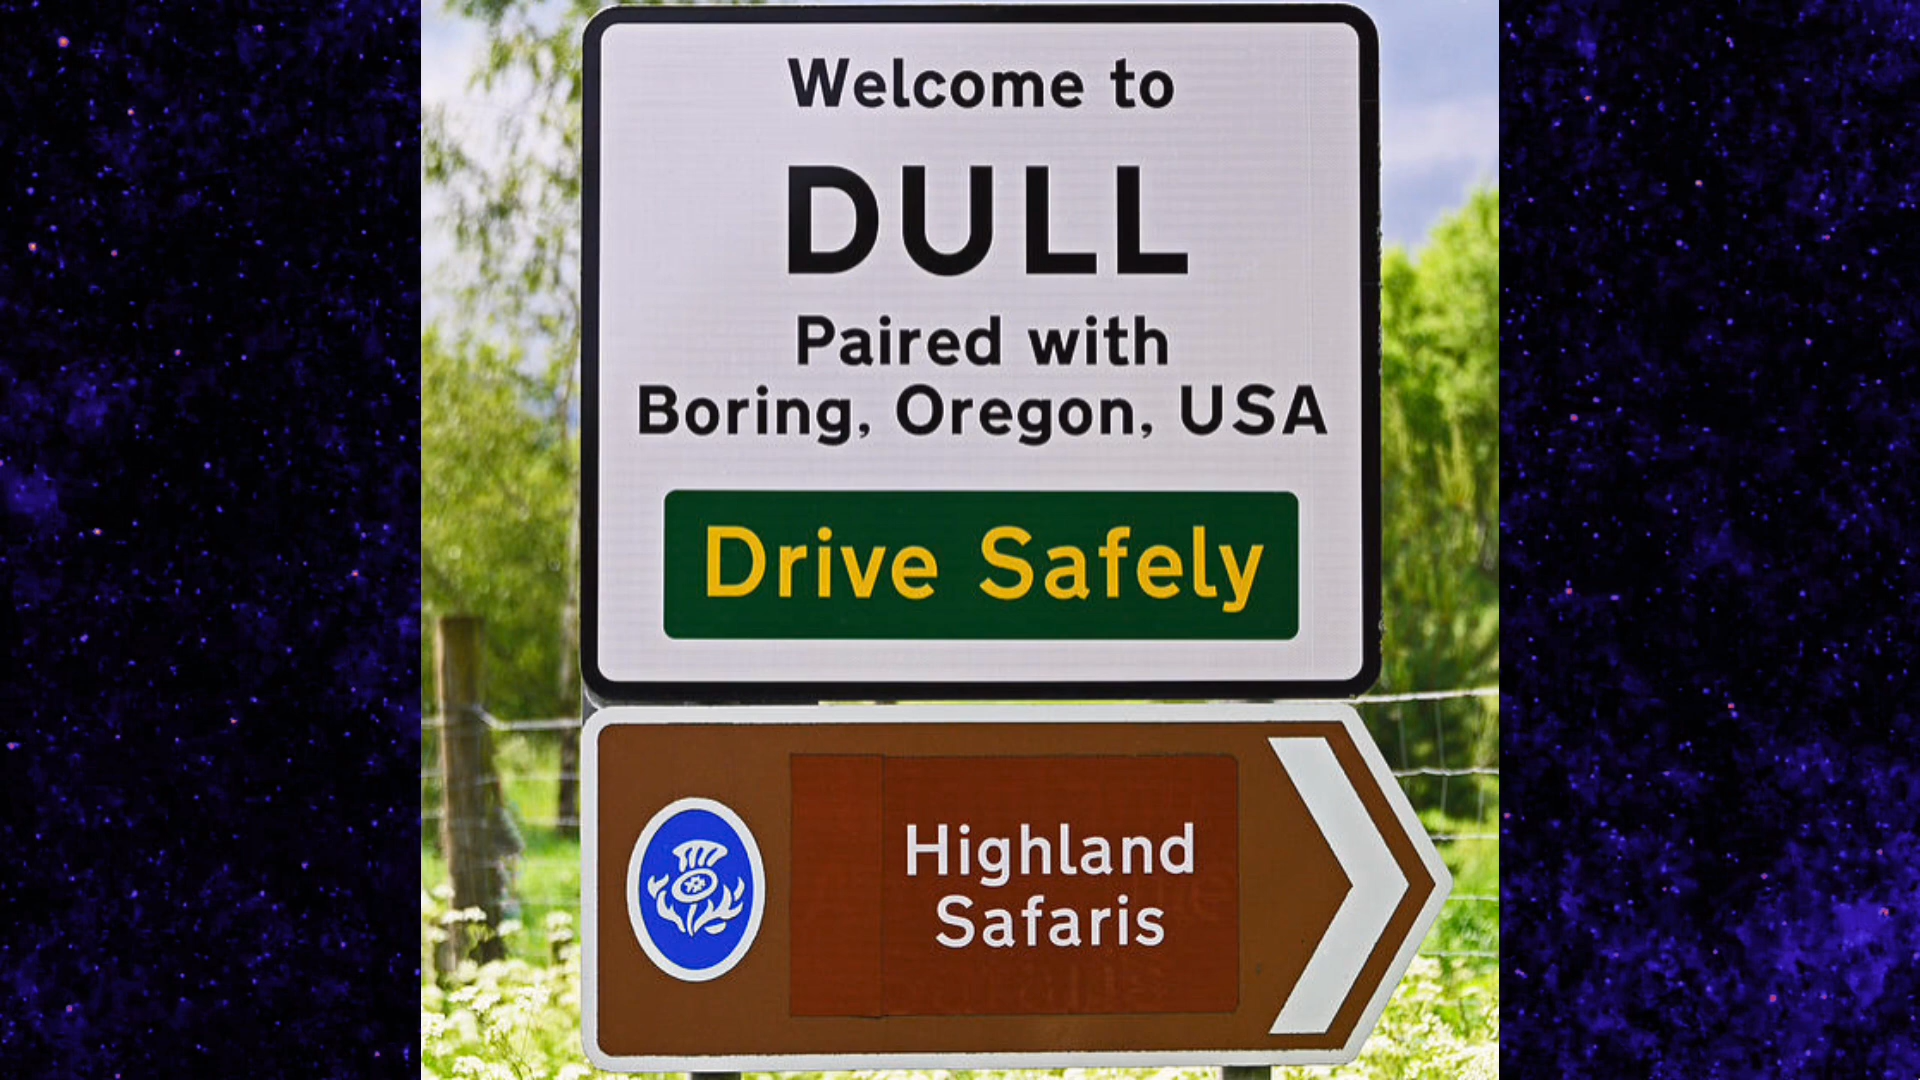 Welcome to
DULL
Paired with
Boring, Oregon, USA
Drive Safely
Highland
Safaris